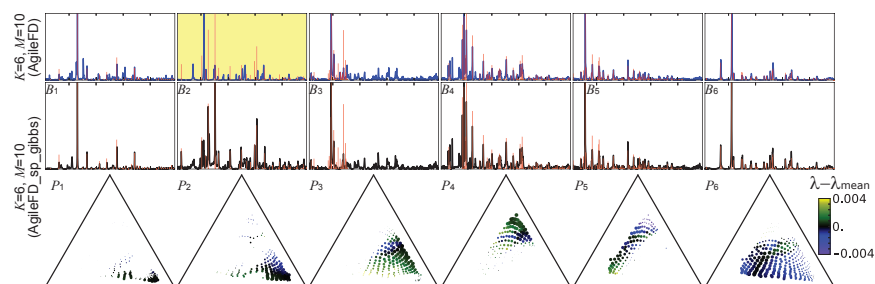 K=6, M=10
(AgileFD)
B1 B2 B3 B4 B5 B6
K=6, M=10
(AgileFD_sp_gibbs)
P1 P2 P3 P4 P5 P6
λ−λmean
0.004
0.
-0.004